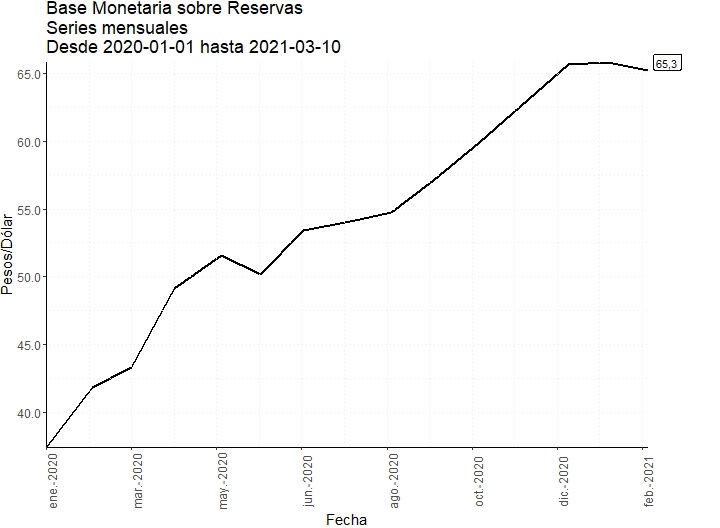 Base Monetaria sobre Reservas
Series mensuales
Desde 2020-01-01 hasta 2021-03-10
65,3
65.0
60.0
55.0
50.0
45.0
40.0
Pesos/Dólar
ene.-2020
mar.-2020
may.-2020
jun.-2020
ago.-2020
oct.-2020
dic.-2020
feb.-2021
Fecha